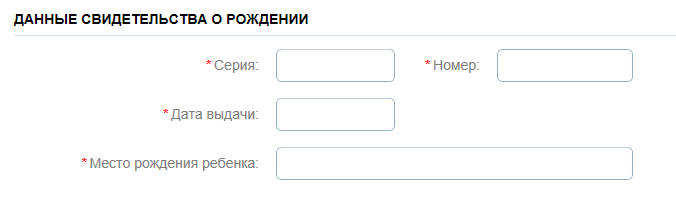 ДАННЫЕ СВИДЕТЕЛЬСТВА О РОЖДЕНИИ
* Серия: * Номер:
* Дата выдачи:
* Место рождения ребенка: